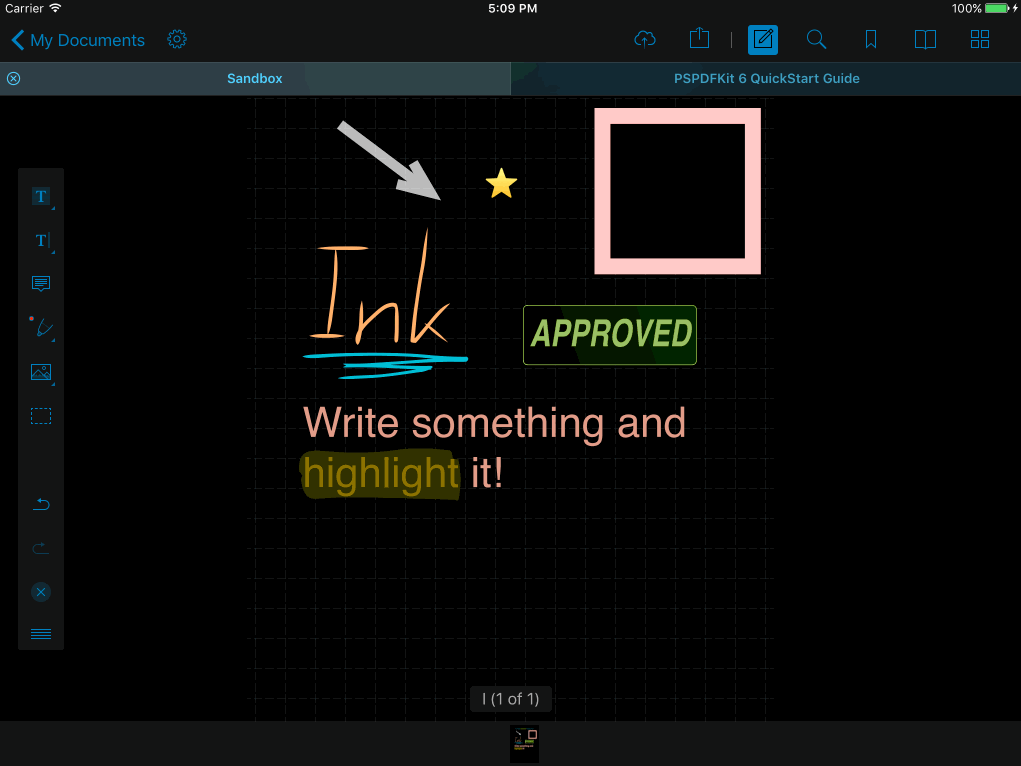 Carrier 5:09 PM 100%
My Documents
Sandbox PSPDFKit 6 QuickStart Guide
T
T
Ink
APPROVED
Write something and
highlight it!
I (1 of 1)